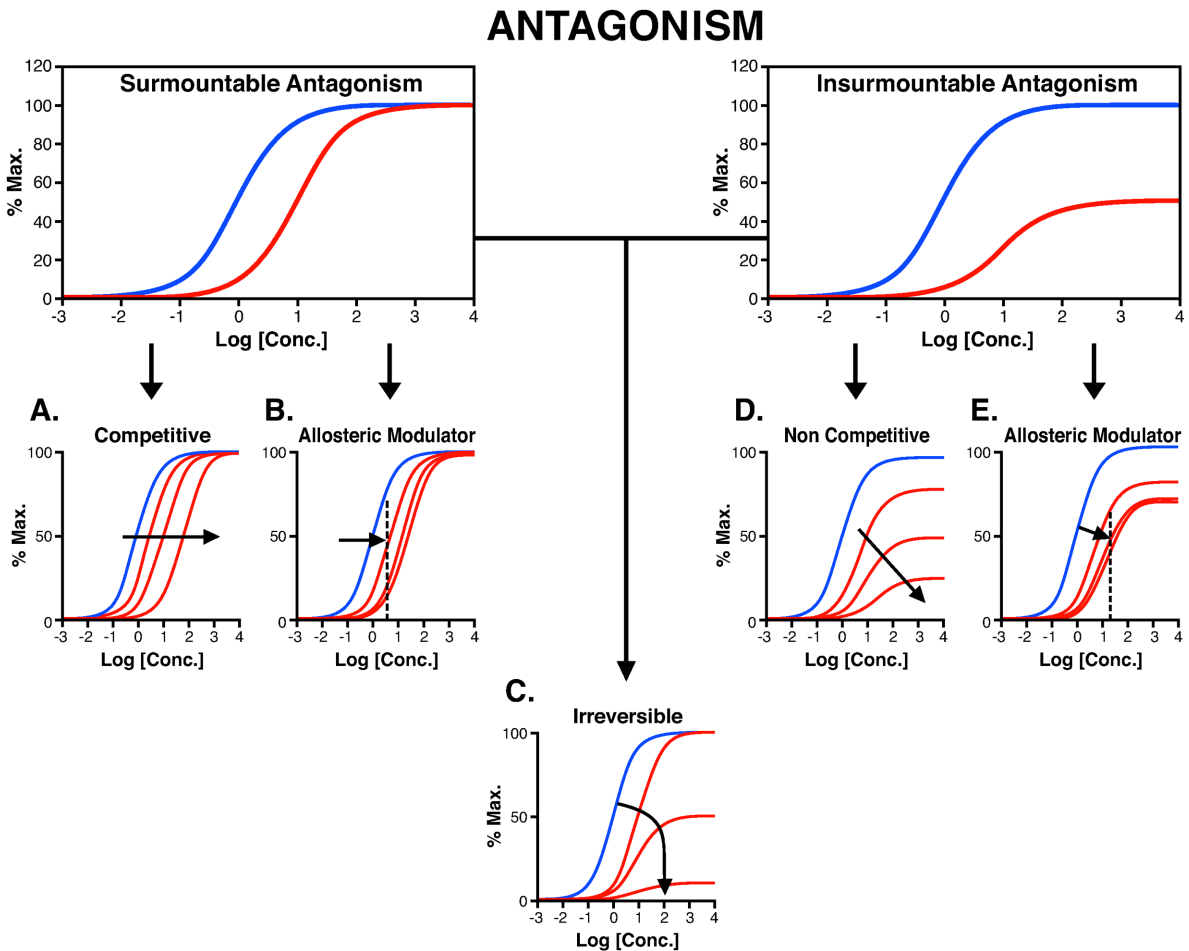 ANTAGONISM
Surmountable Antagonism
% Max.
120
100
80
60
40
20
0
-3 -2 -1 0 1 2 3 4
Log [Conc.]
Insurmountable Antagonism
% Max.
120
100
80
60
40
20
0
-3 -2 -1 0 1 2 3 4
Log [Conc.]
A.
Competitive
% Max.
100
50
0
-3 -2 -1 0 1 2 3 4
Log [Conc.]
B.
Allosteric Modulator
100
50
0
-3 -2 -1 0 1 2 3 4
Log [Conc.]
D.
Non Competitive
% Max.
100
50
0
-3 -2 -1 0 1 2 3 4
Log [Conc.]
E.
Allosteric Modulator
100
50
0
-3 -2 -1 0 1 2 3 4
Log [Conc.]
C.
Irreversible
% Max.
100
50
0
-3 -2 -1 0 1 2 3 4
Log [Conc.]